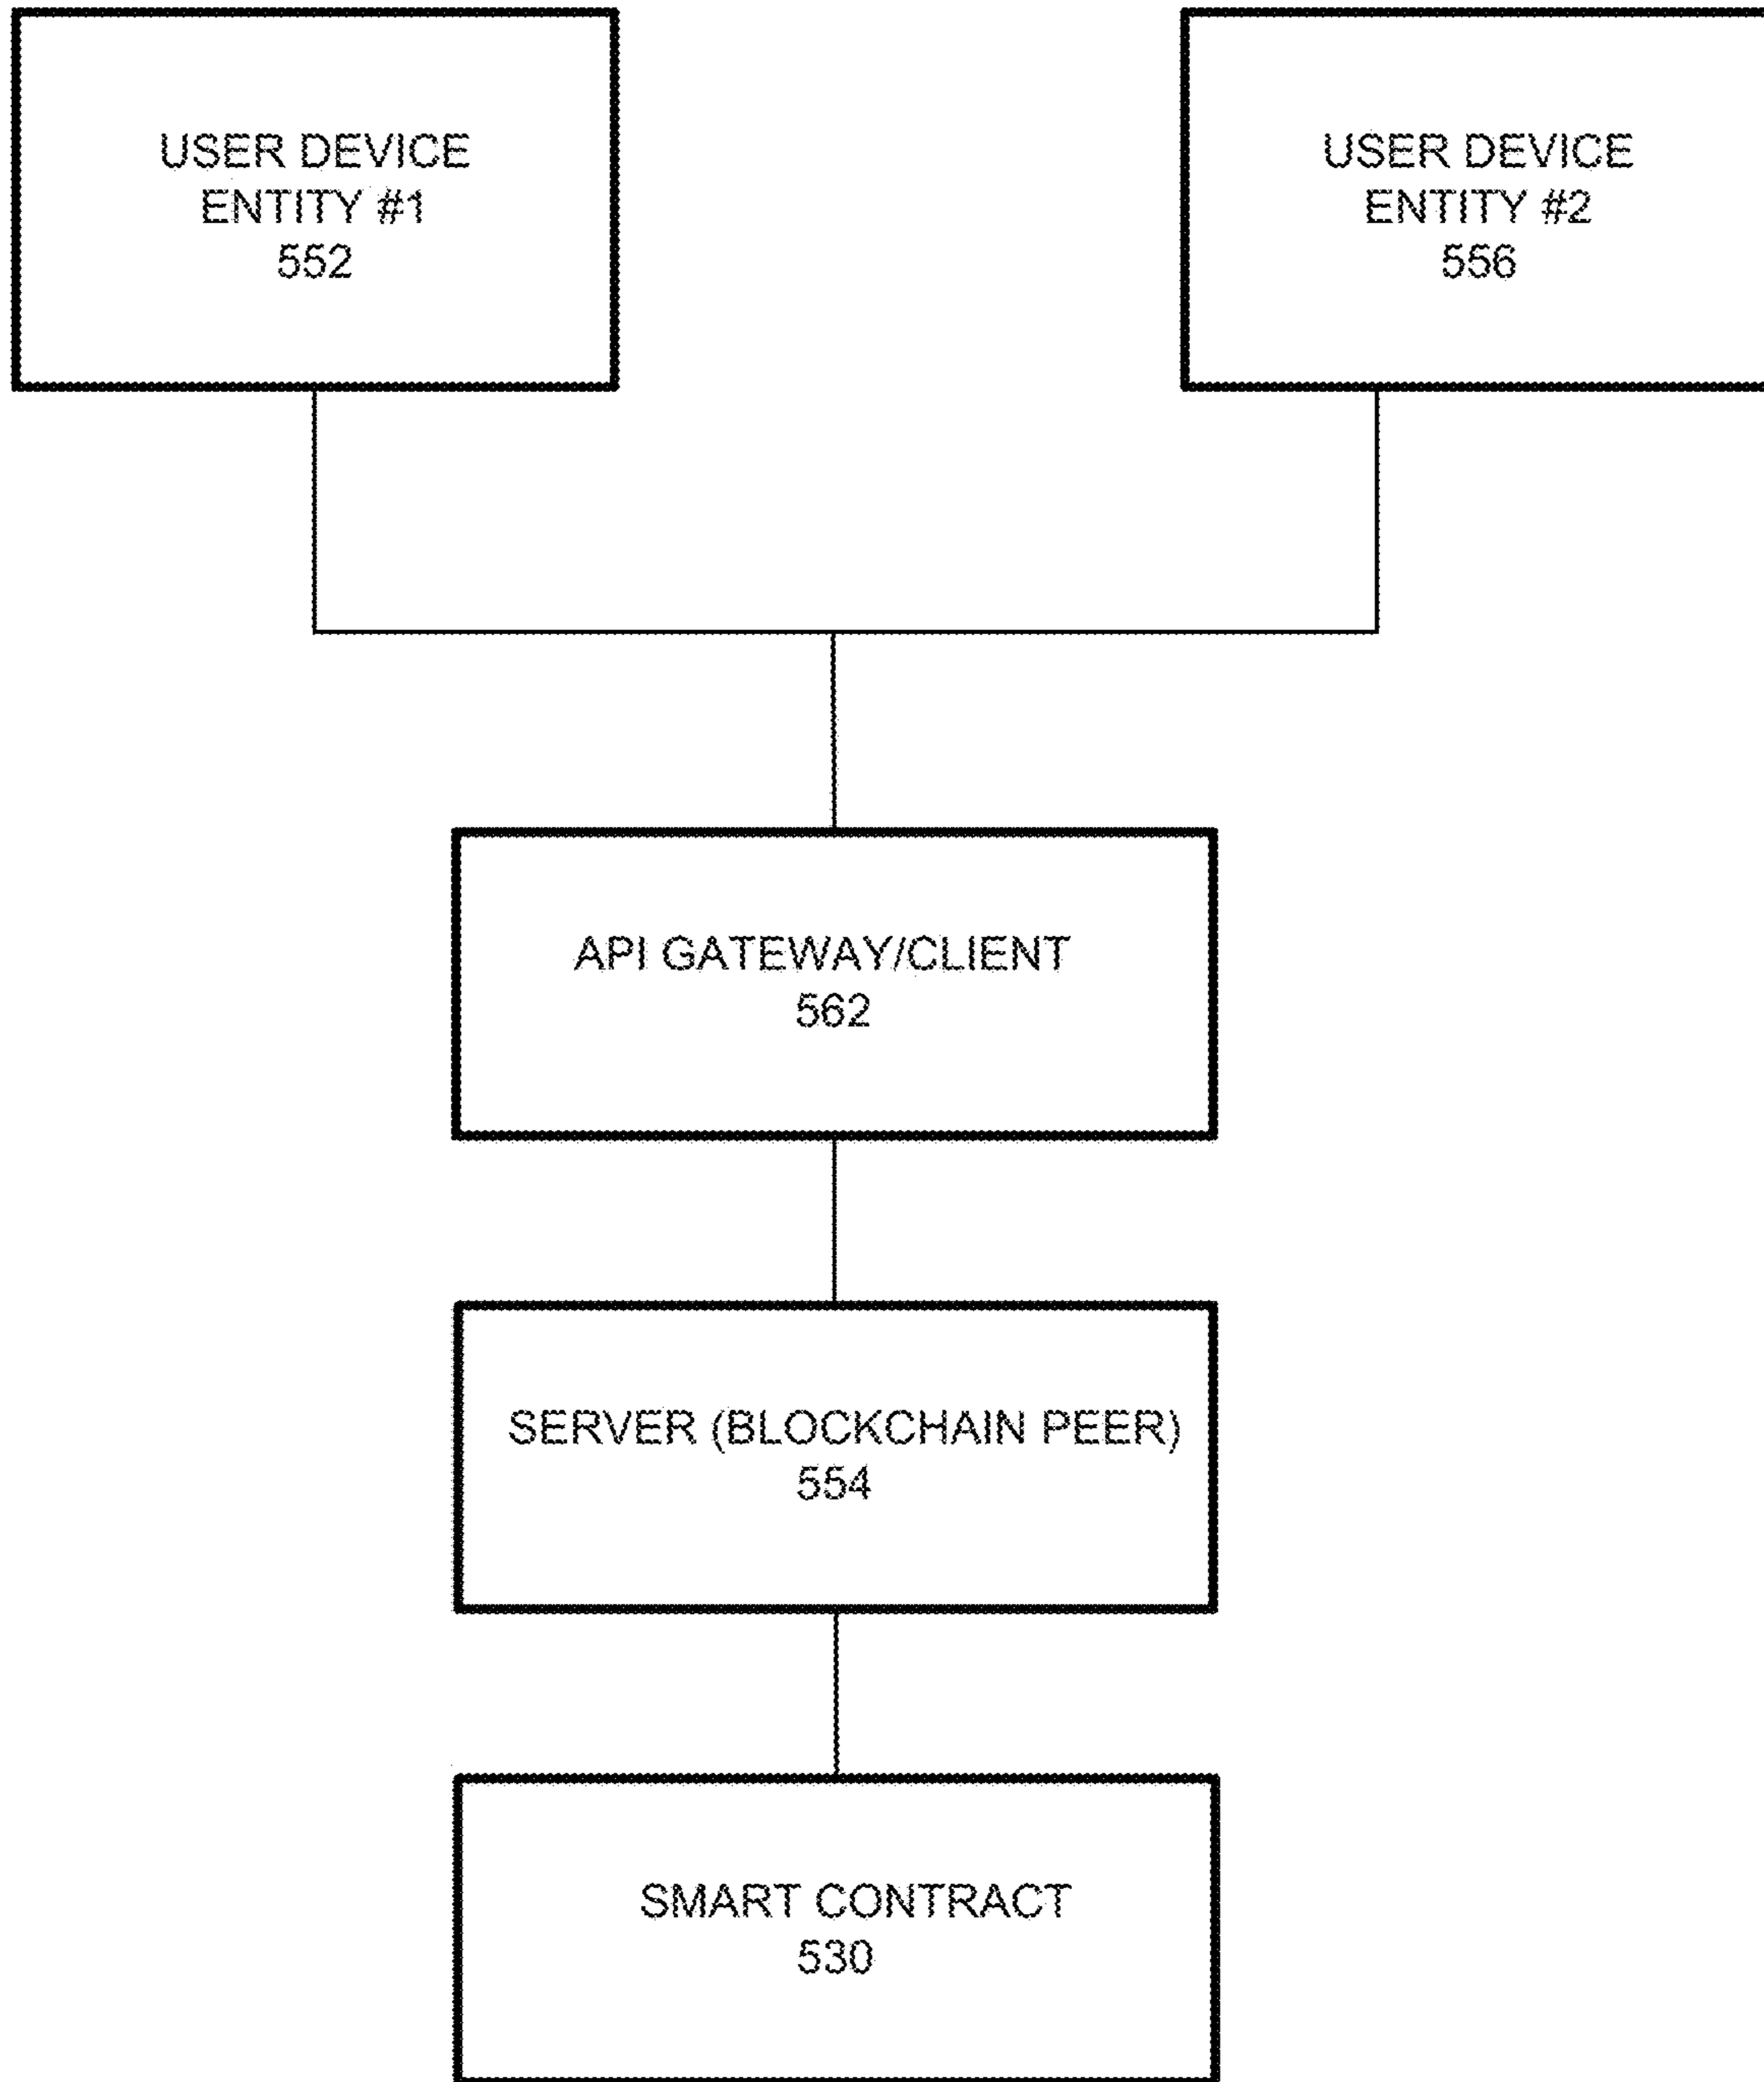 USER DEVICE
ENTITY #1
552
USER DEVICE
ENTITY #2
556
API GATEWAY/CLIENT
562
SERVER (BLOCKCHAIN PEER)
554
SMART CONTRACT
530